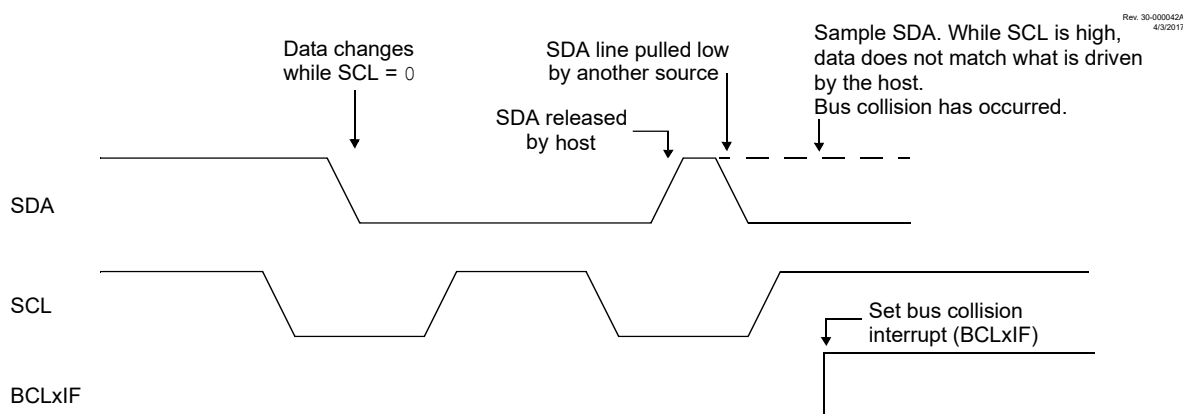 Rev. 30-000042A
4/3/2017
Data changes
while SCL = 0
SDA line pulled low
by another source
Sample SDA. While SCL is high,
data does not match what is driven
by the host.
Bus collision has occurred.
SDA released
by host
SDA
SCL
Set bus collision
interrupt (BCLxIF)
BCLxIF